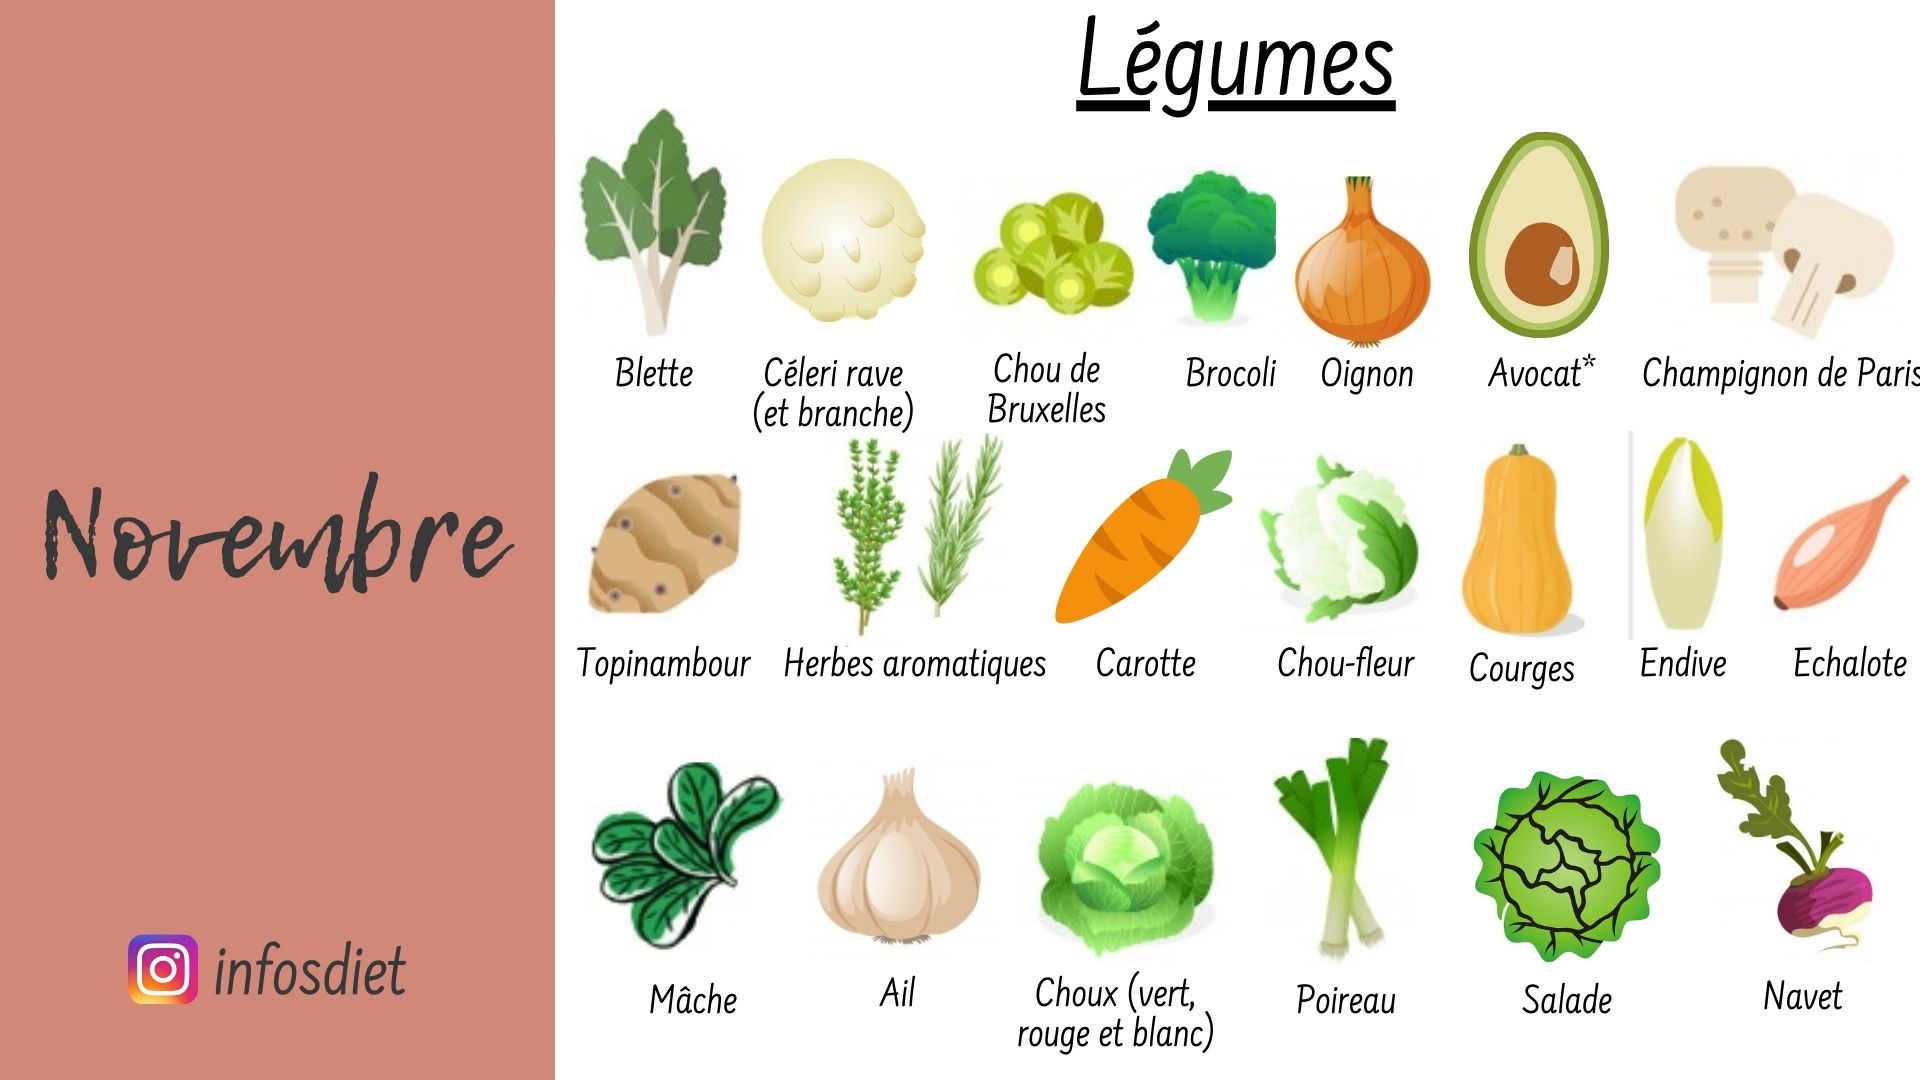 Novembre
infosdiet
Légumes
Blette
Céleri rave
(et branche)
Chou de
Bruxelles
Brocoli
Oignon
Avocat*
Champignon de Paris
Topinambour
Herbes aromatiques
Carotte
Chou-fleur
Courges
Endive
Echalote
Mâche
Ail
Choux (vert,
rouge et blanc)
Poireau
Salade
Navet